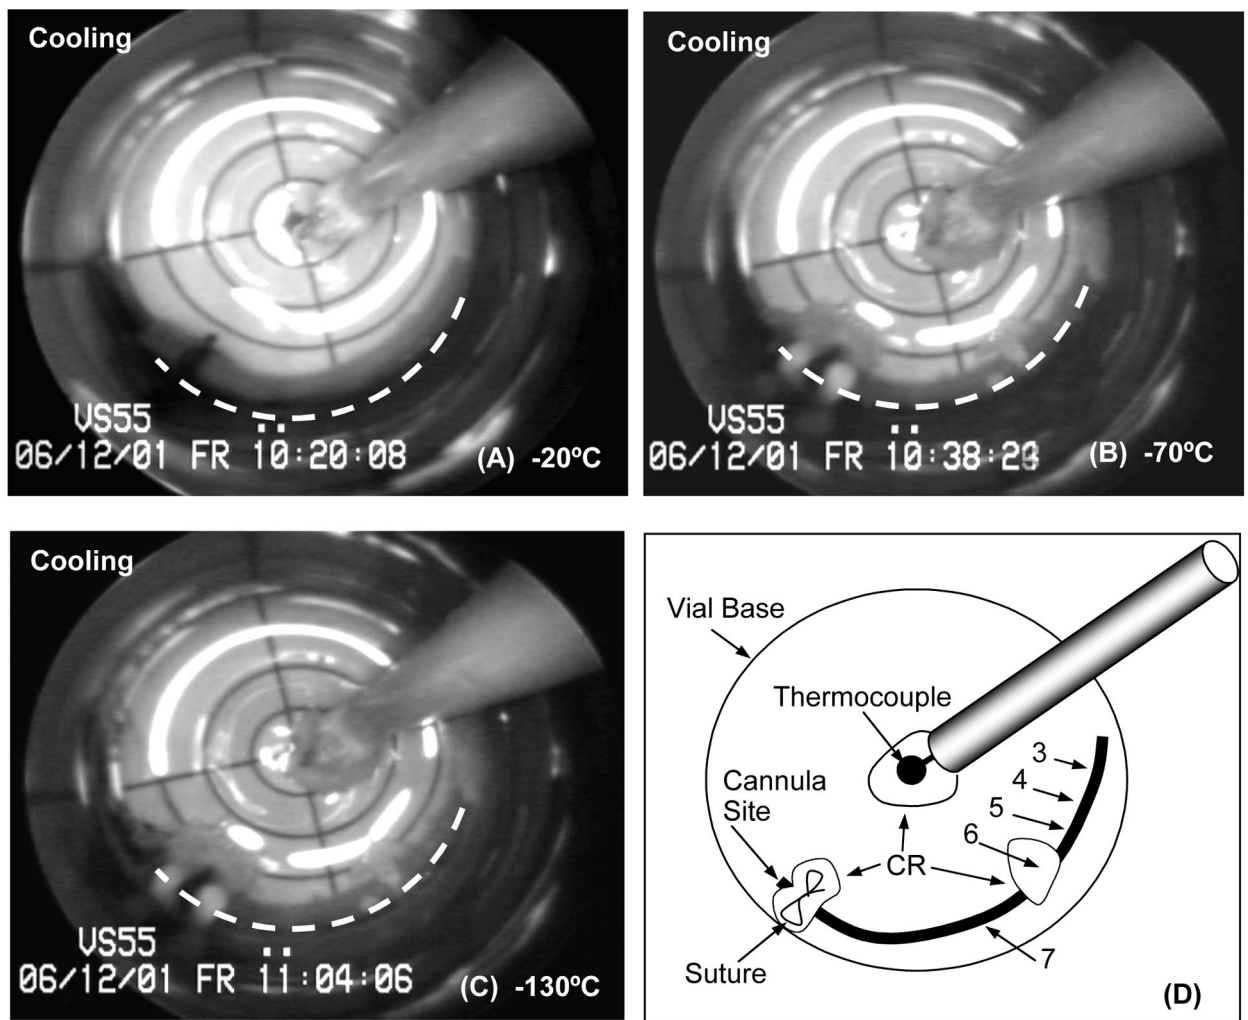 Cooling
VS55
06/12/01 FR 10:20:08
(A) -20ºC
Cooling
VS55
06/12/01 FR 10:38:29
(B) -70ºC
Cooling
VS55
06/12/01 FR 11:04:06
(C) -130ºC
Vial Base
Thermocouple
Cannula
Site
3
4
5
6
CR
Suture
7
(D)